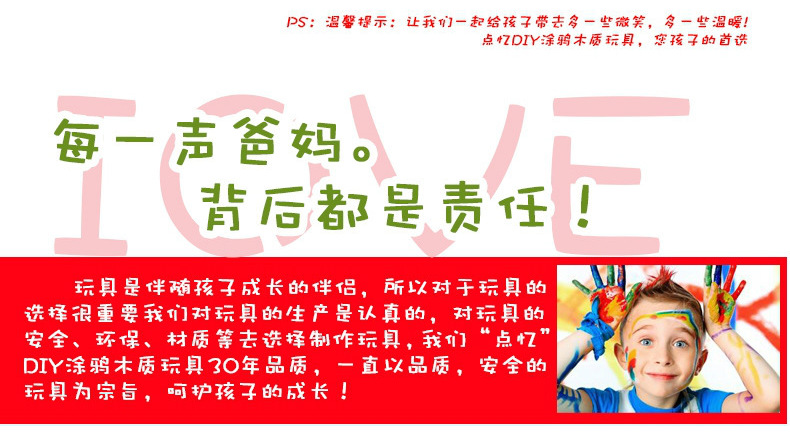 PS：温馨提示：让我们一起给孩子带去多一些微笑，多一些温暖!
点忆DIY涂鸦木质玩具，您孩子的首选
LOVE
每一声爸妈。
背后都是责任！
玩具是伴随孩子成长的伴侣，所以对于玩具的
选择很重要我们对玩具的生产是认真的，对玩具的
安全、环保、材质等去选择制作玩具，我们“点忆”
DIY涂鸦木质玩具30年品质，一直以品质，安全的
玩具为宗旨，呵护孩子的成长！